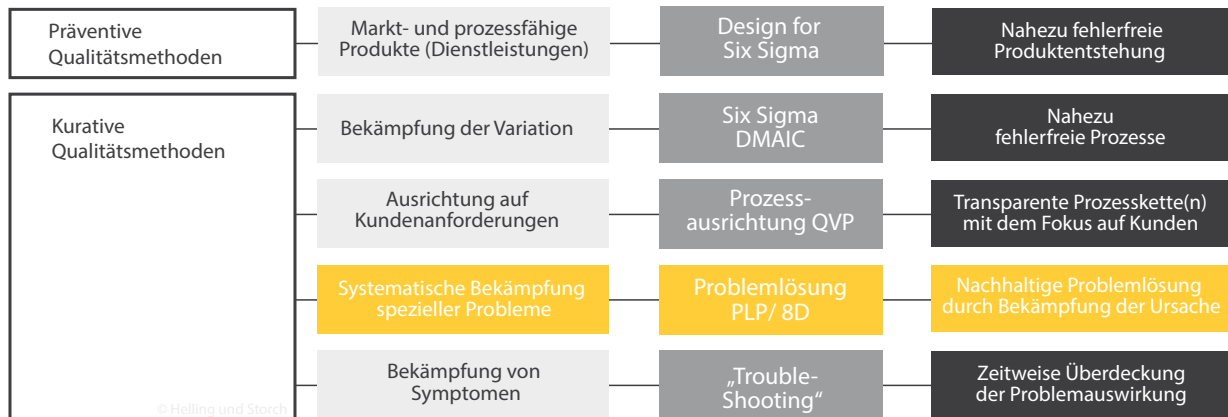 Präventive
Qualitätsmethoden
Markt- und prozessfähige
Produkte (Dienstleistungen)
Design for
Six Sigma
Nahezu fehlerfreie
Produktentstehung
Kurative
Qualitätsmethoden
Bekämpfung der Variation
Six Sigma
DMAIC
Nahezu
fehlerfreie Prozesse
Ausrichtung auf
Kundenanforderungen
Prozess-
ausrichtung QVP
Transparente Prozesskette(n)
mit dem Fokus auf Kunden
Systematische Bekämpfung
spezieller Probleme
Problemlösung
PLP/ 8D
Nachhaltige Problemlösung
durch Bekämpfung der Ursache
Bekämpfung von
Symptomen
„Trouble-
Shooting“
Zeitweise Überdeckung
der Problemauswirkung
© Helling und Storch